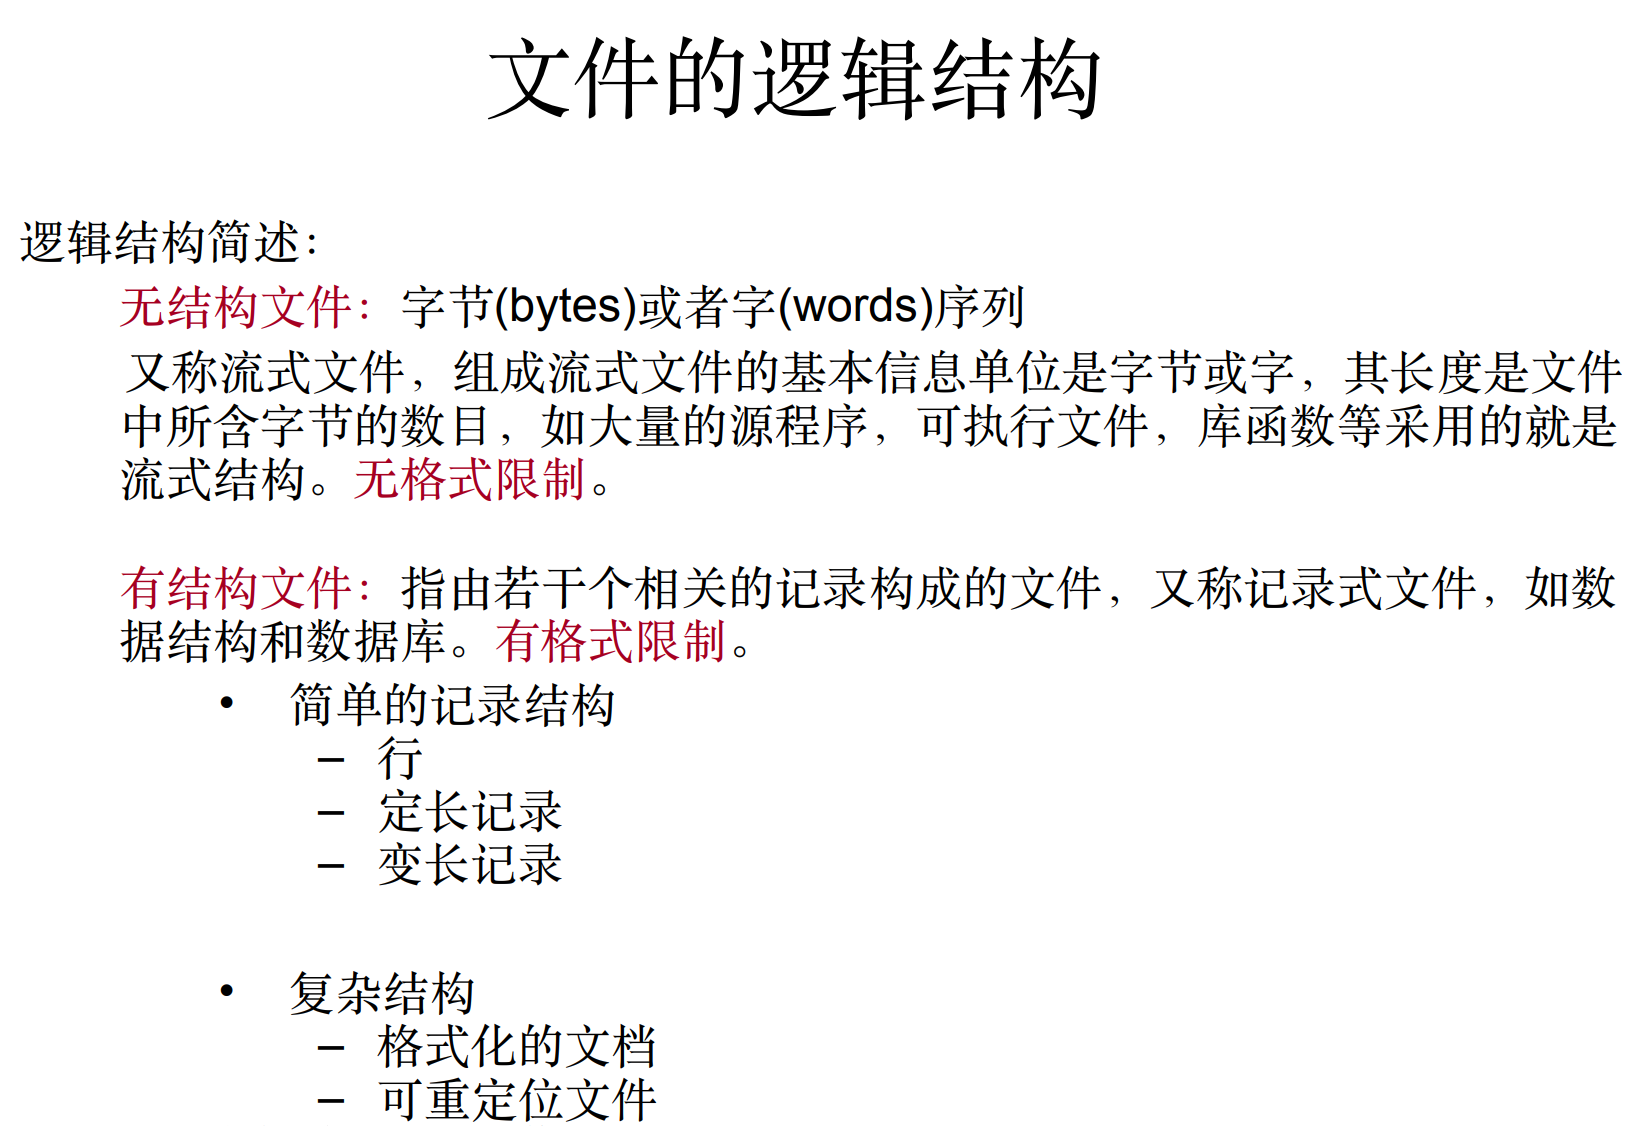 文件的逻辑结构
逻辑结构简述：
无结构文件：字节(bytes)或者字(words)序列
又称流式文件，组成流式文件的基本信息单位是字节或字，其长度是文件
中所含字节的数目，如大量的源程序，可执行文件，库函数等采用的就是
流式结构。无格式限制。
有结构文件：指由若干个相关的记录构成的文件，又称记录式文件，如数
据结构和数据库。有格式限制。
• 简单的记录结构
– 行
– 定长记录
– 变长记录
• 复杂结构
– 格式化的文档
– 可重定位文件